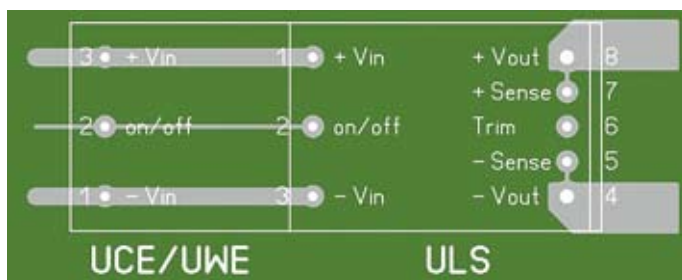 3 + Vin 1 + Vin + Vout 8
+ Sense 7
2 on/off 2 on/off Trim 6
- Sense 5
1 - Vin 3 - Vin - Vout 4
UCE/UWE ULS